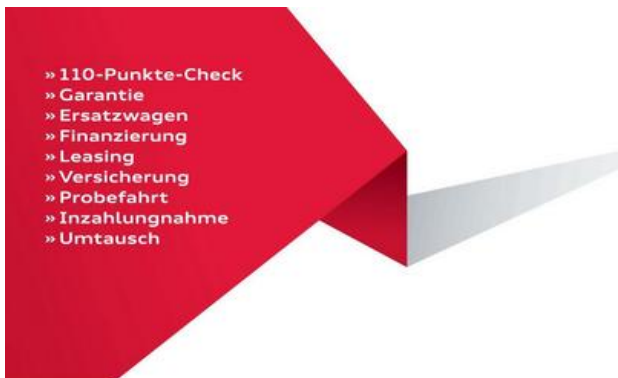 » 110-Punkte-Check
» Garantie
» Ersatzwagen
» Finanzierung
» Leasing
» Versicherung
» Probefahrt
» Inzahlungnahme
» Umtausch